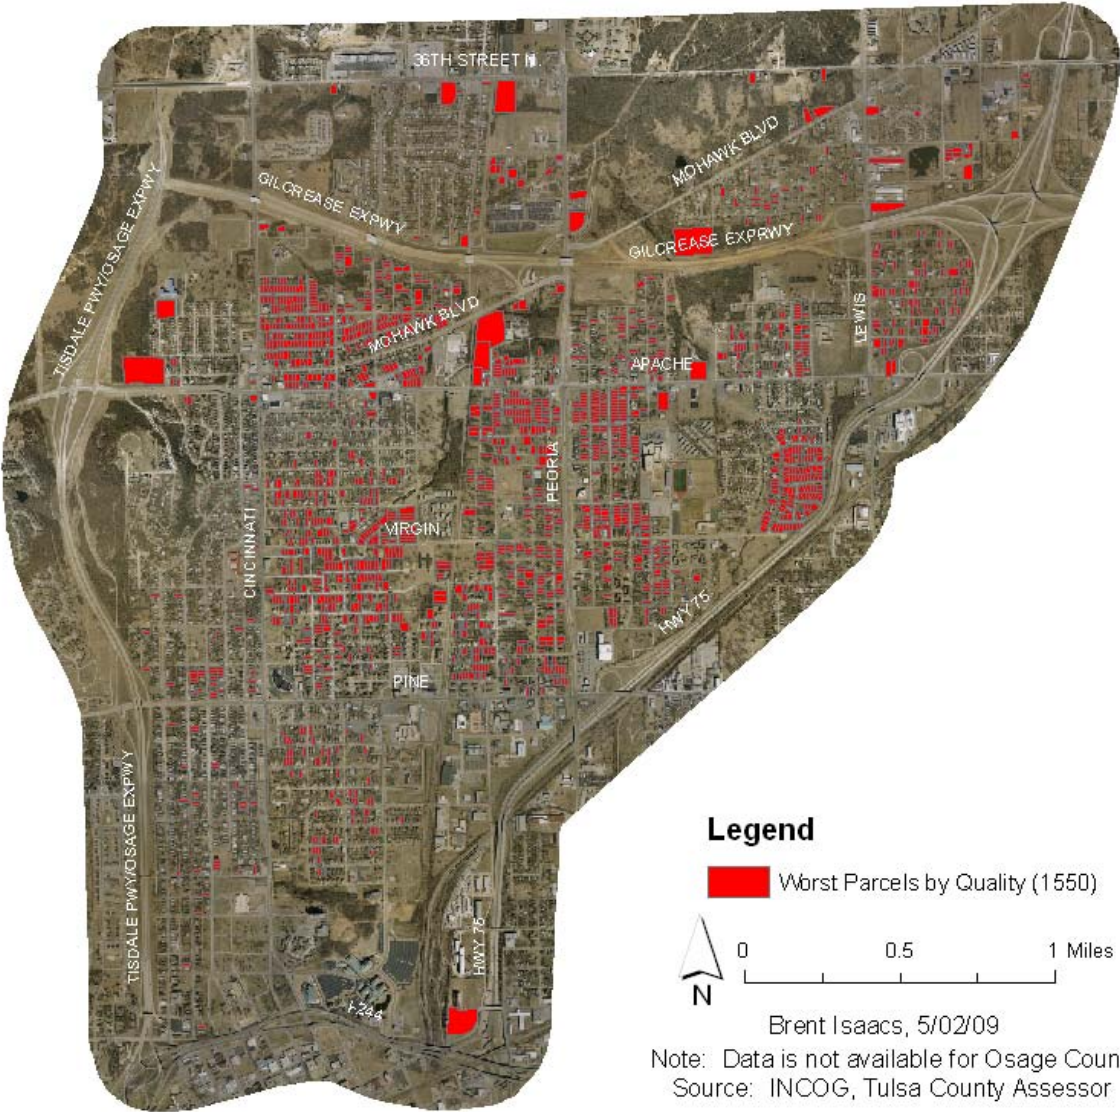 36TH STREET N.
MOHAWK BLVD
GILCREASE EXPWY
TISDALE PWY/OSAGE EXPWY
GILCREASE EXPRWY
LEWIS
MOHAWK BLVD
APACHE
PEORIA
VIRGIN
CINCINNATI
HWY 75
PINE
TISDALE PWY/OSAGE EXPWY
HWY 75
I-244
Legend
Worst Parcels by Quality (1550)
0 0.5 1 Miles
N
Brent Isaacs, 5/02/09
Note: Data is not available for Osage Coun
Source: INCOG, Tulsa County Assessor